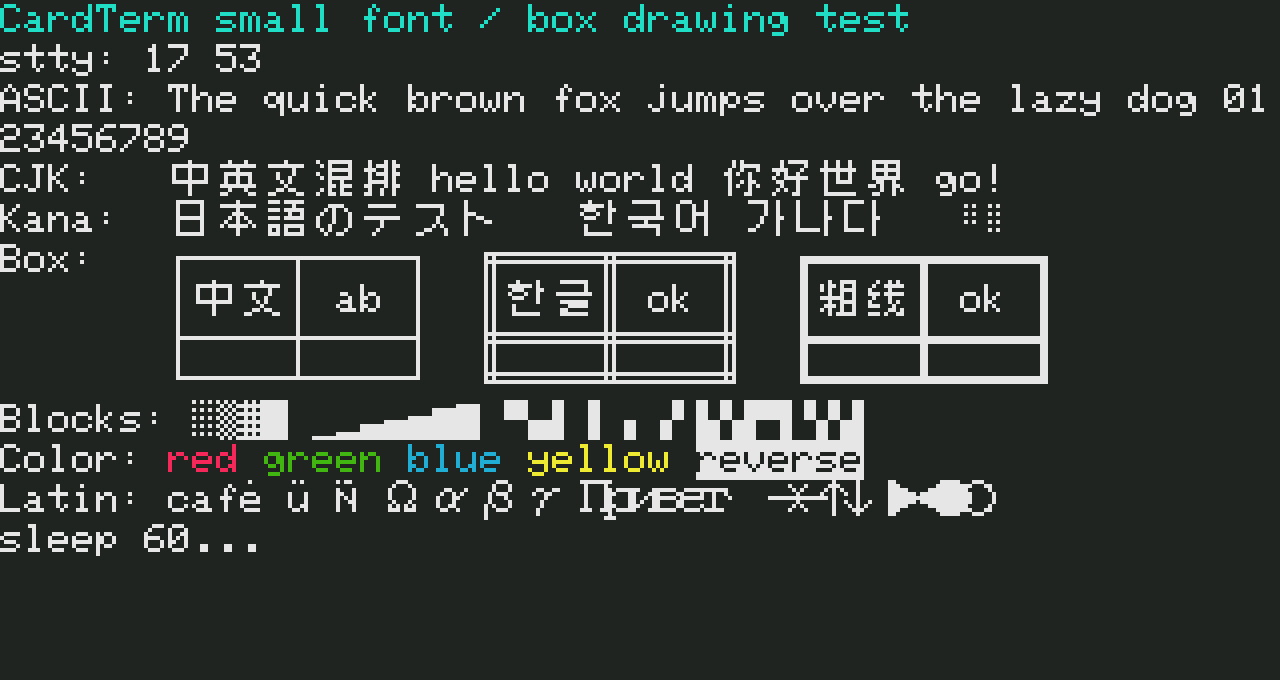 CardTerm small font / box drawing test
stty: 17 53
ASCII: The quick brown fox jumps over the lazy dog 01
23456789
CJK: 中英文混排 hello world 你好世界 go!
Kana: 日本語のテスト 한국어 가나다
Box:
中文 ab 한글 ok 粗线 ok
Blocks:
Color: red green blue yellow reverse
Latin: café ü Ñ Ω α β γ Привет
sleep 60...